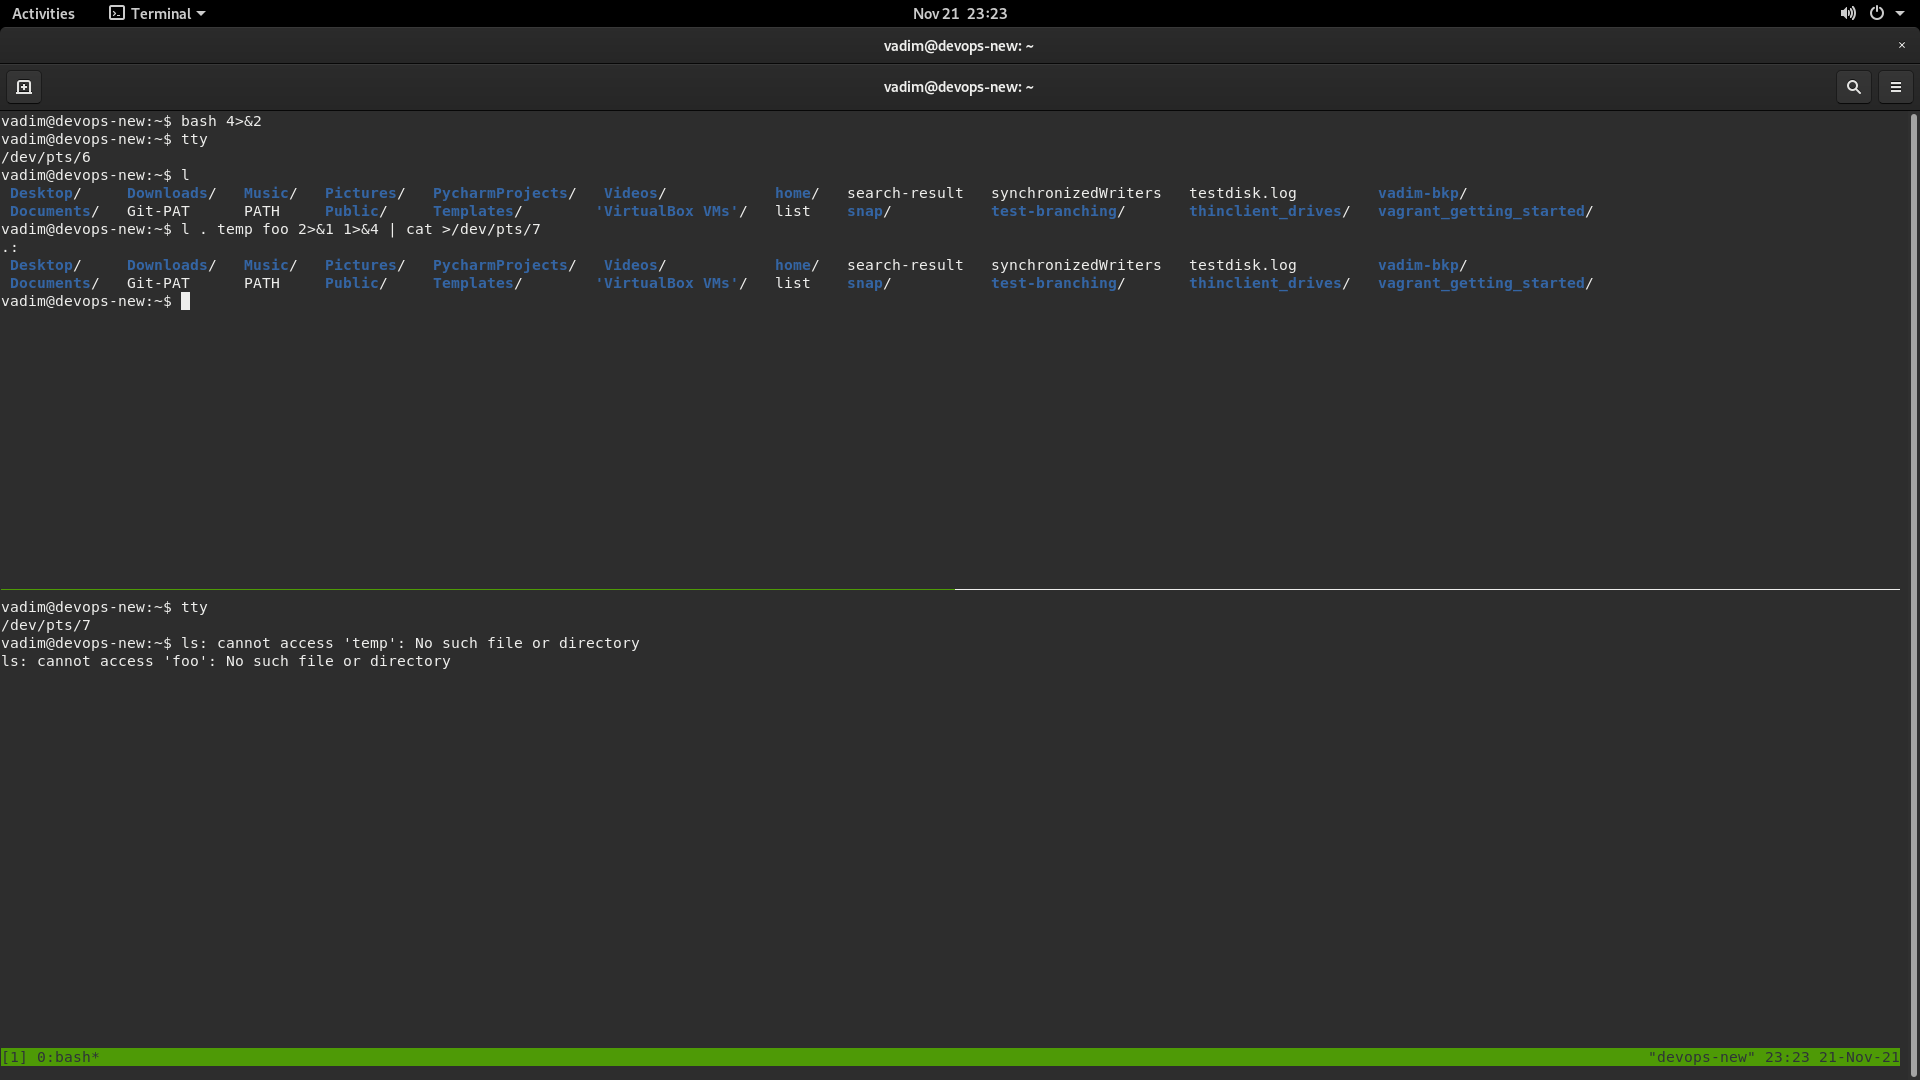 Activities Terminal Nov 21 23:23
vadim@devops-new: ~ ×
vadim@devops-new: ~
vadim@devops-new:~$ bash 4>&2
vadim@devops-new:~$ tty
/dev/pts/6
vadim@devops-new:~$ l
 Desktop/     Downloads/   Music/   Pictures/   PycharmProjects/   Videos/            home/   search-result   synchronizedWriters   testdisk.log         vadim-bkp/
 Documents/   Git-PAT      PATH     Public/     Templates/        'VirtualBox VMs'/   list    snap/           test-branching/       thinclient_drives/   vagrant_getting_started/
vadim@devops-new:~$ l . temp foo 2>&1 1>&4 | cat >/dev/pts/7
.:
 Desktop/     Downloads/   Music/   Pictures/   PycharmProjects/   Videos/            home/   search-result   synchronizedWriters   testdisk.log         vadim-bkp/
 Documents/   Git-PAT      PATH     Public/     Templates/        'VirtualBox VMs'/   list    snap/           test-branching/       thinclient_drives/   vagrant_getting_started/
vadim@devops-new:~$
vadim@devops-new:~$ tty
/dev/pts/7
vadim@devops-new:~$ ls: cannot access 'temp': No such file or directory
ls: cannot access 'foo': No such file or directory
[1] 0:bash* "devops-new" 23:23 21-Nov-21